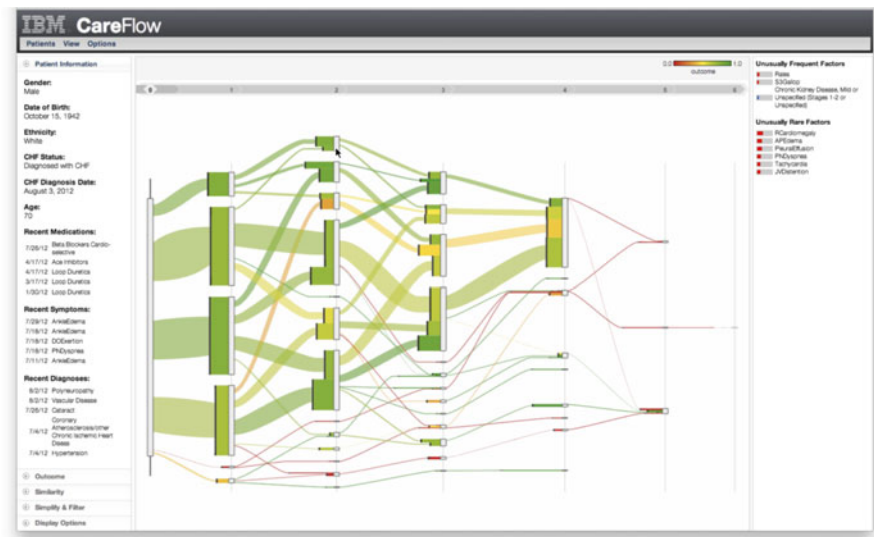 IBM CareFlow
Patients View Options
Patient Information
Gender:
Male
Date of Birth:
October 15, 1942
Ethnicity:
White
CHF Status:
Diagnosed with CHF
CHF Diagnosis Date:
August 3, 2012
Age:
70
Recent Medications:
7/26/12 Beta Blockers Cardio-
selective
4/17/12 Ace Inhibitors
4/17/12 Loop Diuretics
3/17/12 Loop Diuretics
1/30/12 Loop Diuretics
Recent Symptoms:
7/29/12 AnkleEdema
7/18/12 AnkleEdema
7/18/12 DOExertion
7/18/12 PNDyspnea
7/11/12 AnkleEdema
Recent Diagnoses:
8/2/12 Polyneuropathy
8/2/12 Vascular Disease
7/26/12 Cataract
Coronary
Atherosclerosis/other
7/4/12 Chronic Ischemic Heart
Disease
7/4/12 Hypertension
Outcome
Similarity
Simplify & Filter
Display Options
0.0 1.0
outcome
0 1 2 3 4 5 6
Unusually Frequent Factors
Rales
S3Gallop
Chronic Kidney Disease, Mild or
Unspecified (Stages 1-2 or
Unspecified)
Unusually Rare Factors
RCardiomegaly
APEdema
PleuralEffusion
PNDyspnea
Tachycardia
JVDistention